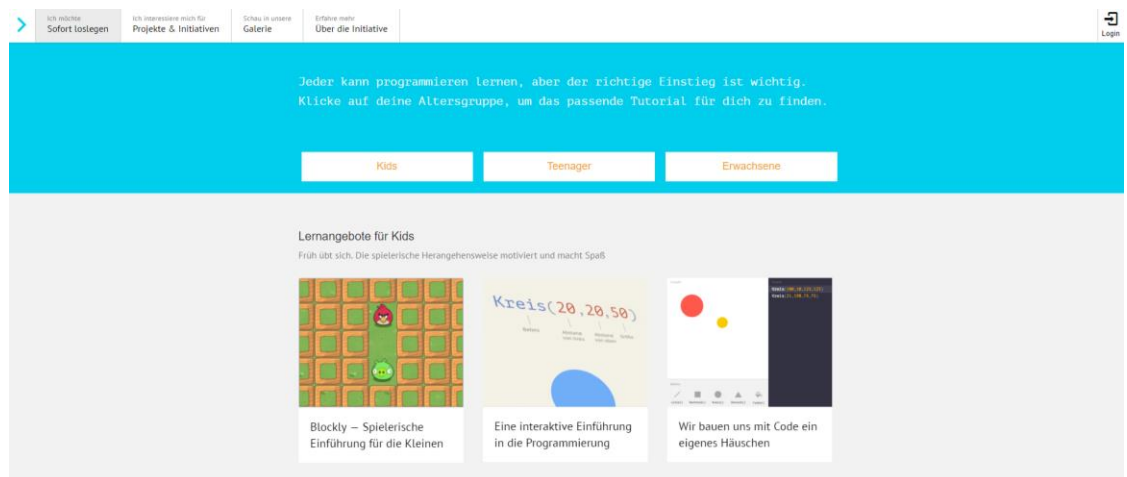 Ich möchte
Sofort loslegen
Ich interessiere mich für
Projekte & Initiativen
Schau in unsere
Galerie
Erfahre mehr
Über die Initiative
Login
Jeder kann programmieren lernen, aber der richtige Einstieg ist wichtig.
Klicke auf deine Altersgruppe, um das passende Tutorial für dich zu finden.
Kids
Teenager
Erwachsene
Lernangebote für Kids
Früh übt sich. Die spielerische Herangehensweise motiviert und macht Spaß
Kreis(20,20,50)
Blockly — Spielerische
Einführung für die Kleinen
Eine interaktive Einführung
in die Programmierung
Wir bauen uns mit Code ein
eigenes Häuschen